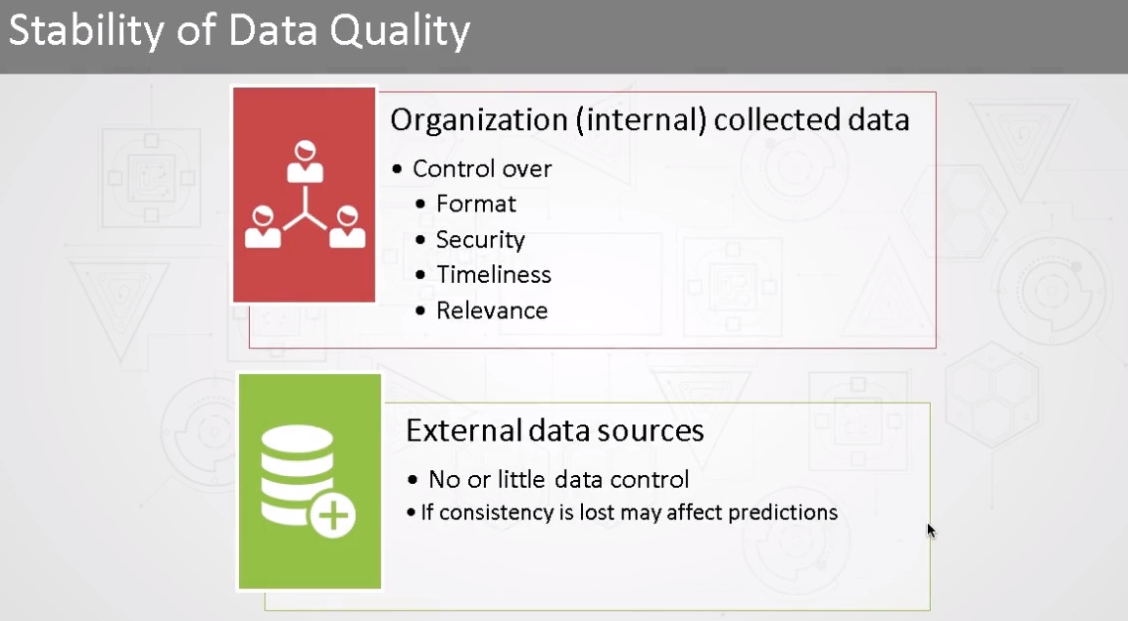 Stability of Data Quality
Organization (internal) collected data
• Control over
• Format
• Security
• Timeliness
• Relevance
External data sources
• No or little data control
• If consistency is lost may affect predictions